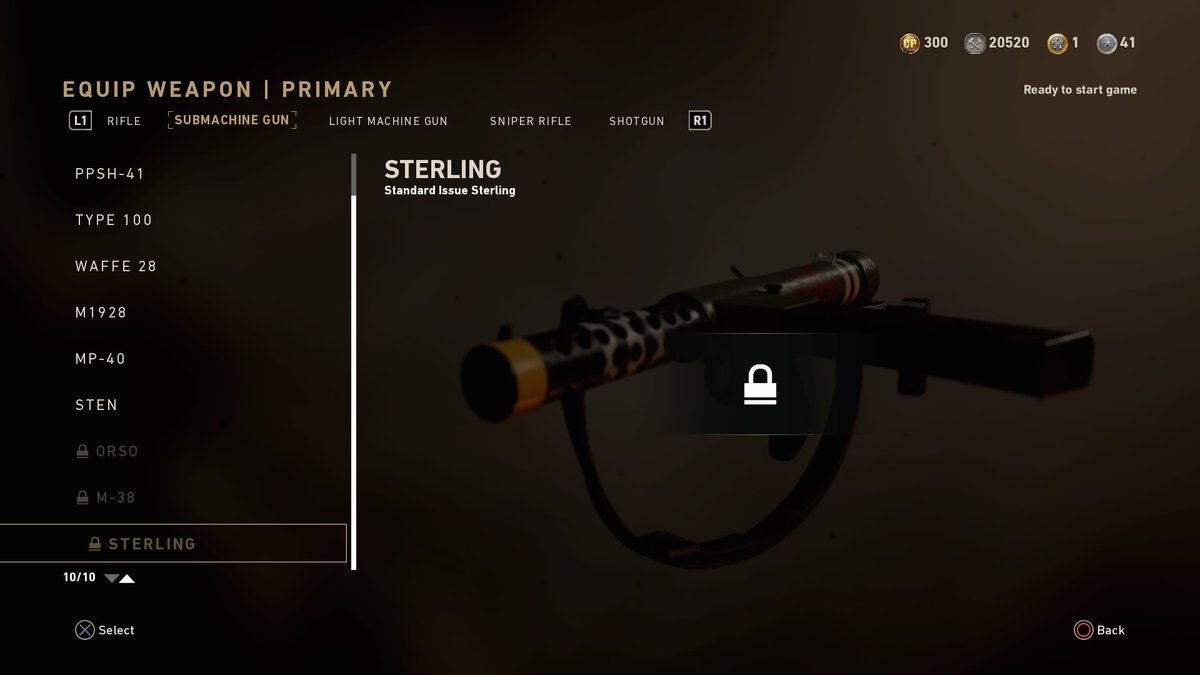 CP 300 20520 1 41
EQUIP WEAPON | PRIMARY
Ready to start game
L1 RIFLE SUBMACHINE GUN LIGHT MACHINE GUN SNIPER RIFLE SHOTGUN R1
PPSH-41
TYPE 100
WAFFE 28
M1928
MP-40
STEN
ORSO
M-38
STERLING
10/10
STERLING
Standard Issue Sterling
Select
Back